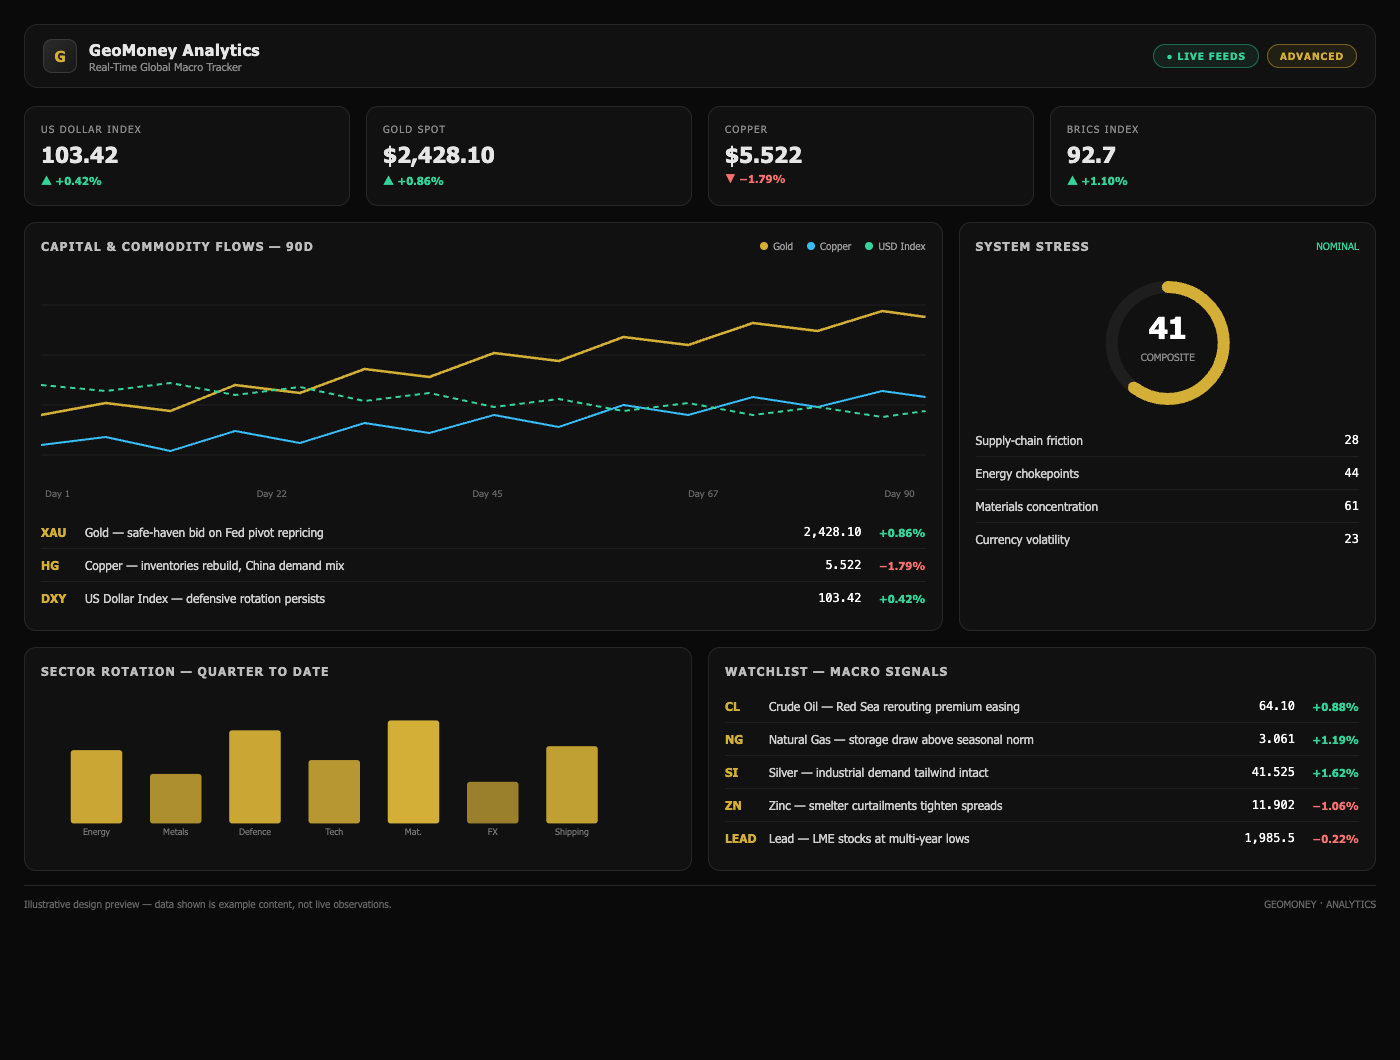 G
GeoMoney Analytics
Real-Time Global Macro Tracker
● LIVE FEEDS
ADVANCED
US DOLLAR INDEX
103.42
▲ +0.42%
GOLD SPOT
$2,428.10
▲ +0.86%
COPPER
$5.522
▼ −1.79%
BRICS INDEX
92.7
▲ +1.10%
CAPITAL & COMMODITY FLOWS — 90D
Gold Copper USD Index
Day 1 Day 22 Day 45 Day 67 Day 90
XAU Gold — safe-haven bid on Fed pivot repricing 2,428.10 +0.86%
HG Copper — inventories rebuild, China demand mix 5.522 −1.79%
DXY US Dollar Index — defensive rotation persists 103.42 +0.42%
SYSTEM STRESS NOMINAL
41
COMPOSITE
Supply-chain friction 28
Energy chokepoints 44
Materials concentration 61
Currency volatility 23
SECTOR ROTATION — QUARTER TO DATE
Energy Metals Defence Tech Mat. FX Shipping
WATCHLIST — MACRO SIGNALS
CL Crude Oil — Red Sea rerouting premium easing 64.10 +0.88%
NG Natural Gas — storage draw above seasonal norm 3.061 +1.19%
SI Silver — industrial demand tailwind intact 41.525 +1.62%
ZN Zinc — smelter curtailments tighten spreads 11.902 −1.06%
LEAD Lead — LME stocks at multi-year lows 1,985.5 −0.22%
Illustrative design preview — data shown is example content, not live observations.
GEOMONEY · ANALYTICS